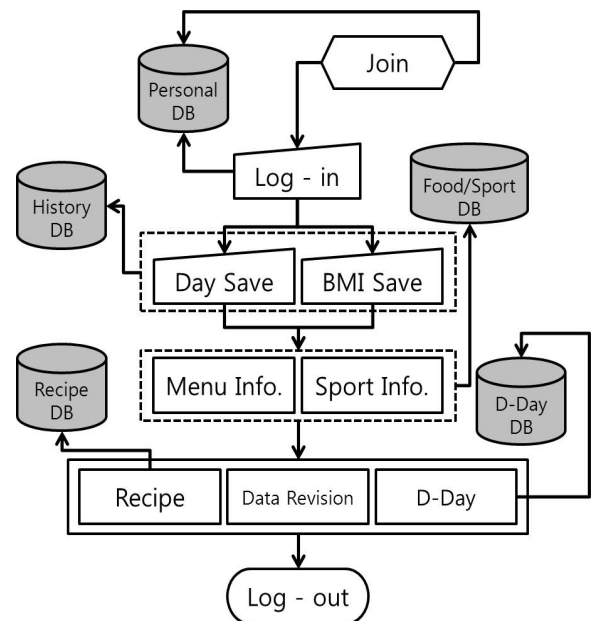 Join
Personal
DB
Log - in
Food/Sport
DB
History
DB
Day Save
BMI Save
Menu Info.
Sport Info.
Recipe
DB
D-Day
DB
Recipe
Data Revision
D-Day
Log - out